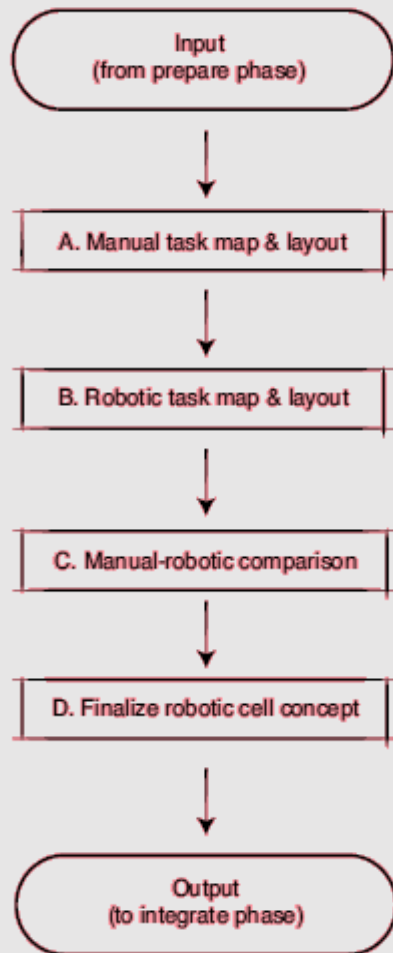 Input
(from prepare phase)
A. Manual task map & layout
B. Robotic task map & layout
C. Manual-robotic comparison
D. Finalize robotic cell concept
Output
(to integrate phase)